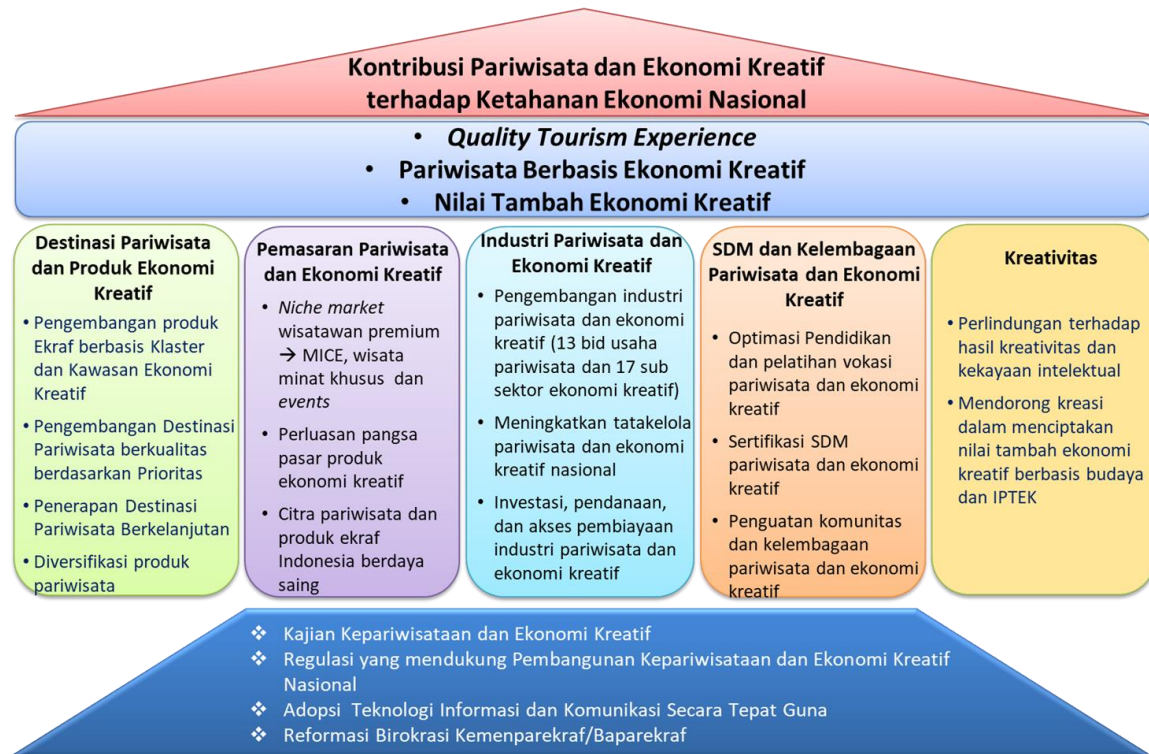 Kontribusi Pariwisata dan Ekonomi Kreatif
terhadap Ketahanan Ekonomi Nasional
• Quality Tourism Experience
• Pariwisata Berbasis Ekonomi Kreatif
• Nilai Tambah Ekonomi Kreatif
Destinasi Pariwisata
dan Produk Ekonomi
Kreatif
• Pengembangan produk
Ekraf berbasis Klaster
dan Kawasan Ekonomi
Kreatif
• Pengembangan Destinasi
Pariwisata berkualitas
berdasarkan Prioritas
• Penerapan Destinasi
Pariwisata Berkelanjutan
• Diversifikasi produk
pariwisata
Pemasaran Pariwisata
dan Ekonomi Kreatif
• Niche market
wisatawan premium
→ MICE, wisata
minat khusus dan
events
• Perluasan pangsa
pasar produk
ekonomi kreatif
• Citra pariwisata dan
produk ekraf
Indonesia berdaya
saing
Industri Pariwisata dan
Ekonomi Kreatif
• Pengembangan industri
pariwisata dan ekonomi
kreatif (13 bid usaha
pariwisata dan 17 sub
sektor ekonomi kreatif)
• Meningkatkan tatakelola
pariwisata dan ekonomi
kreatif nasional
• Investasi, pendanaan,
dan akses pembiayaan
industri pariwisata dan
ekonomi kreatif
SDM dan Kelembagaan
Pariwisata dan Ekonomi
Kreatif
• Optimasi Pendidikan
dan pelatihan vokasi
pariwisata dan ekonomi
kreatif
• Sertifikasi SDM
pariwisata dan ekonomi
kreatif
• Penguatan komunitas
dan kelembagaan
pariwisata dan ekonomi
kreatif
Kreativitas
• Perlindungan terhadap
hasil kreativitas dan
kekayaan intelektual
• Mendorong kreasi
dalam menciptakan
nilai tambah ekonomi
kreatif berbasis budaya
dan IPTEK
❖ Kajian Kepariwisataan dan Ekonomi Kreatif
❖ Regulasi yang mendukung Pembangunan Kepariwisataan dan Ekonomi Kreatif
Nasional
❖ Adopsi Teknologi Informasi dan Komunikasi Secara Tepat Guna
❖ Reformasi Birokrasi Kemenparekraf/Baparekraf